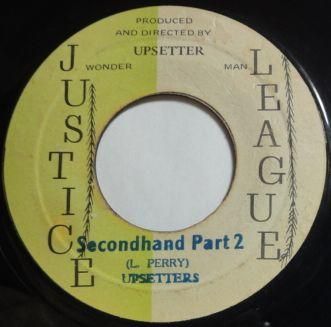 PRODUCED
AND DIRECTED BY
UPSETTER
WONDER MAN
JUSTICE
LEAGUE
Secondhand Part 2
(L. PERRY)
UPSETTERS